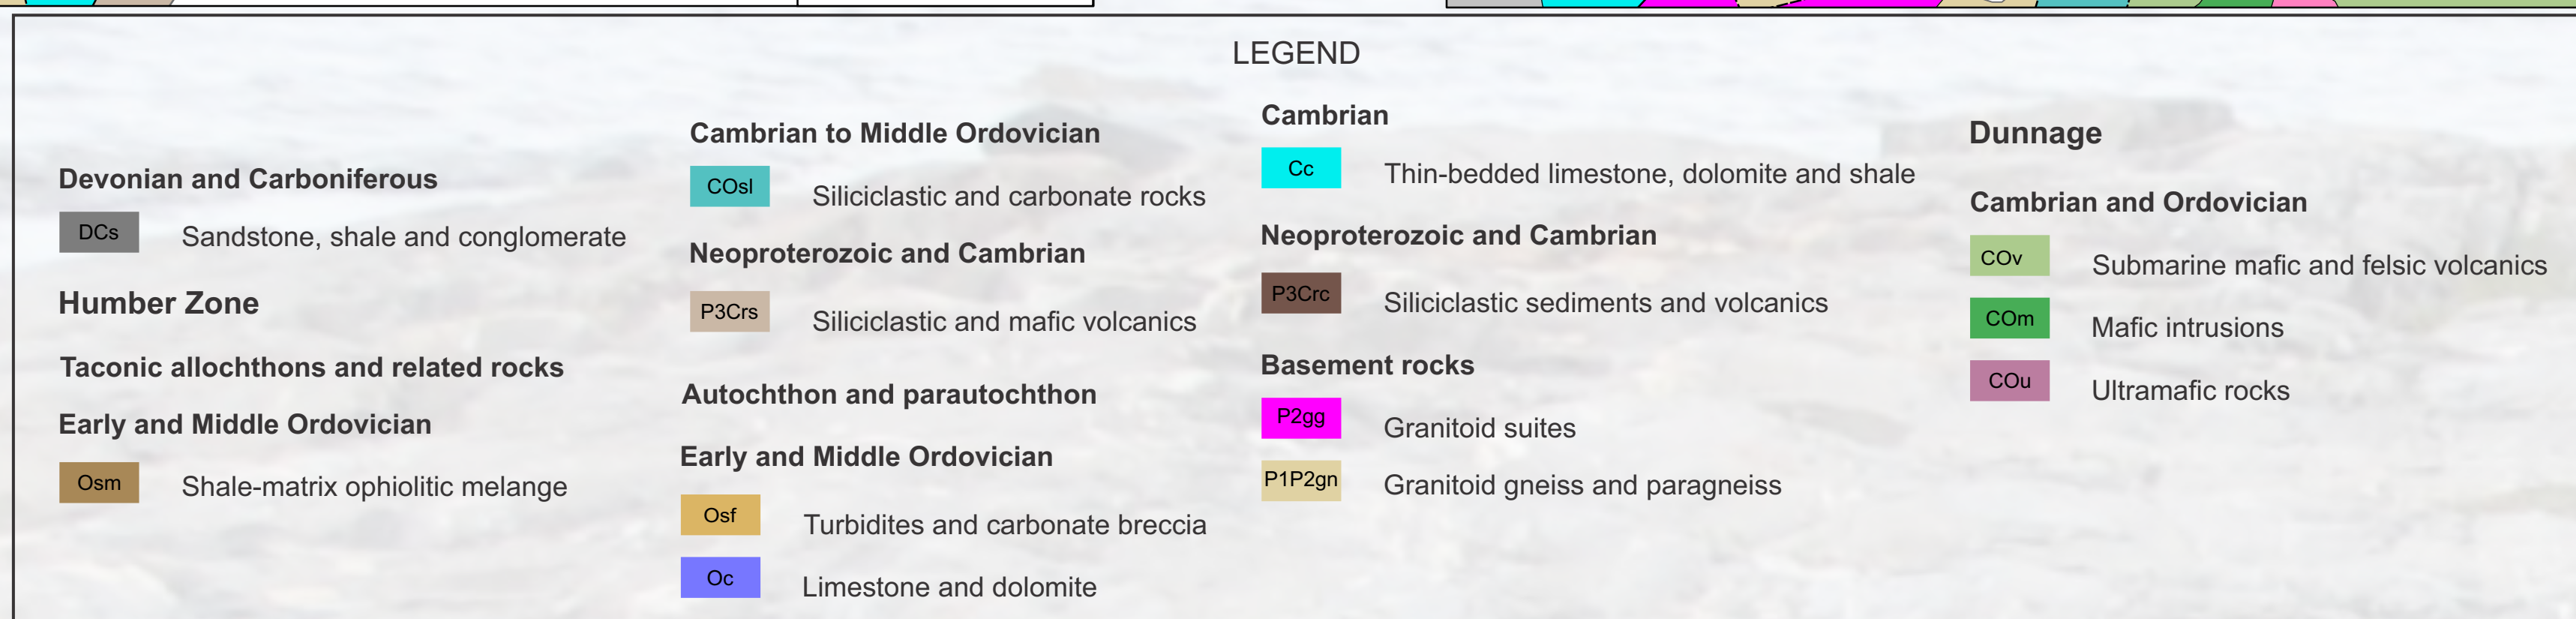 LEGEND
Devonian and Carboniferous
DCs Sandstone, shale and conglomerate
Humber Zone
Taconic allochthons and related rocks
Early and Middle Ordovician
Osm Shale-matrix ophiolitic melange
Cambrian to Middle Ordovician
COsl Siliciclastic and carbonate rocks
Neoproterozoic and Cambrian
P3Crs Siliciclastic and mafic volcanics
Autochthon and parautochthon
Early and Middle Ordovician
Osf Turbidites and carbonate breccia
Oc Limestone and dolomite
Cambrian
Cc Thin-bedded limestone, dolomite and shale
Neoproterozoic and Cambrian
P3Crc Siliciclastic sediments and volcanics
Basement rocks
P2gg Granitoid suites
P1P2gn Granitoid gneiss and paragneiss
Dunnage
Cambrian and Ordovician
COv Submarine mafic and felsic volcanics
COm Mafic intrusions
COu Ultramafic rocks